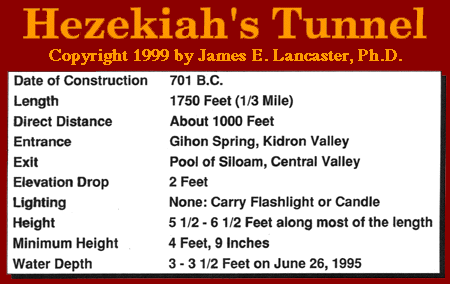 Hezekiah's Tunnel
Copyright 1999 by James E. Lancaster, Ph.D.
Date of Construction 701 B.C.
Length 1750 Feet (1/3 Mile)
Direct Distance About 1000 Feet
Entrance Gihon Spring, Kidron Valley
Exit Pool of Siloam, Central Valley
Elevation Drop 2 Feet
Lighting None: Carry Flashlight or Candle
Height 5 1/2 - 6 1/2 Feet along most of the length
Minimum Height 4 Feet, 9 Inches
Water Depth 3 - 3 1/2 Feet on June 26, 1995